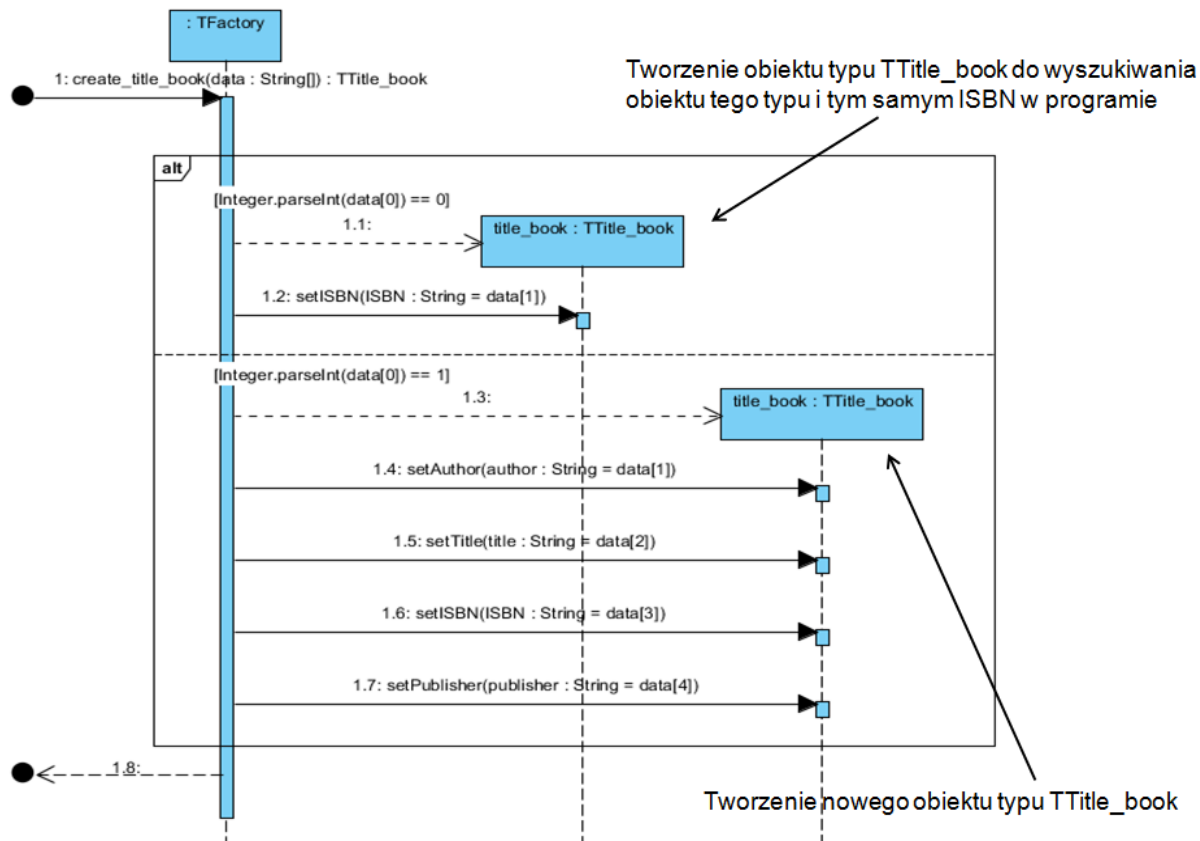 : TFactory
1: create_title_book(data : String[]) : TTitle_book
Tworzenie obiektu typu TTitle_book do wyszukiwania
obiektu tego typu i tym samym ISBN w programie
alt
[Integer.parseInt(data[0]) == 0]
1.1:
title_book : TTitle_book
1.2: setISBN(ISBN : String = data[1])
[Integer.parseInt(data[0]) == 1]
1.3:
title_book : TTitle_book
1.4: setAuthor(author : String = data[1])
1.5: setTitle(title : String = data[2])
1.6: setISBN(ISBN : String = data[3])
1.7: setPublisher(publisher : String = data[4])
1.8:
Tworzenie nowego obiektu typu TTitle_book